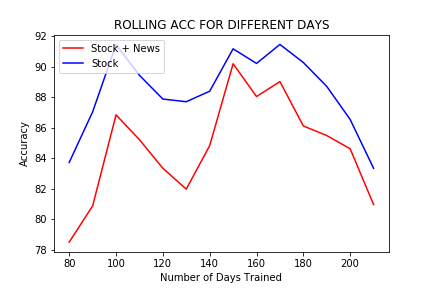 ROLLING ACC FOR DIFFERENT DAYS
Stock + News
Stock
Accuracy
92
90
88
86
84
82
80
78
80 100 120 140 160 180 200
Number of Days Trained